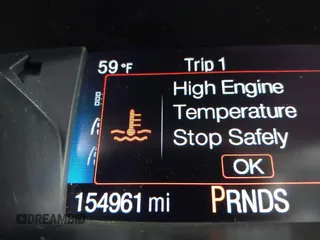 59°F Trip 1
High Engine
Temperature
Stop Safely
OK
154961 mi PRNDS
DREAMBID